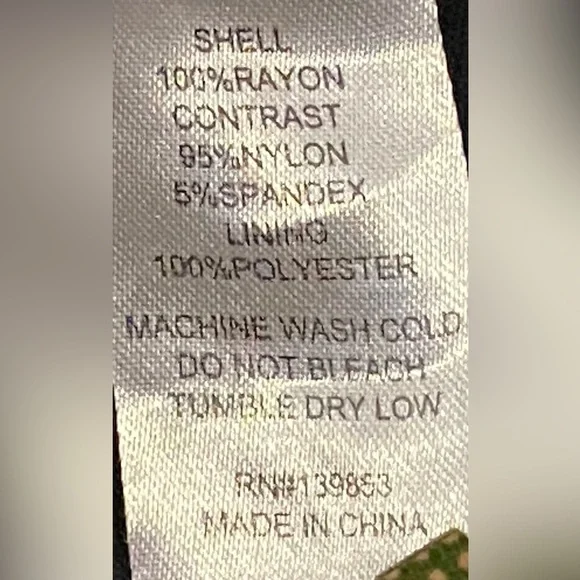 SHELL
100%RAYON
CONTRAST
95%NYLON
5%SPANDEX
LINING
100%POLYESTER
MACHINE WASH COLD
DO NOT BLEACH
TUMBLE DRY LOW
RN#139853
MADE IN CHINA